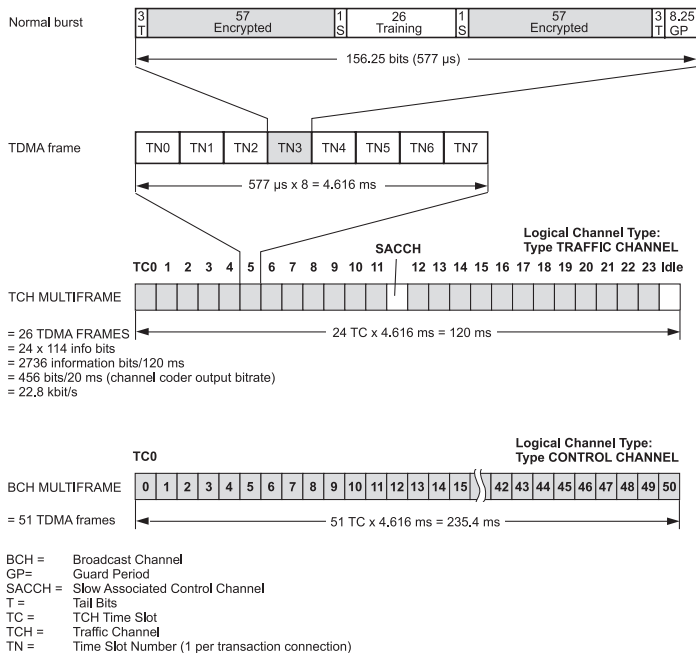 Normal burst
3 T
57 Encrypted
1 S
26 Training
1 S
57 Encrypted
3 T
8.25 GP
156.25 bits (577 µs)
TDMA frame
TN0 TN1 TN2 TN3 TN4 TN5 TN6 TN7
577 µs x 8 = 4.616 ms
Logical Channel Type:
Type TRAFFIC CHANNEL
SACCH
TC0 1 2 3 4 5 6 7 8 9 10 11 12 13 14 15 16 17 18 19 20 21 22 23 Idle
TCH MULTIFRAME
24 TC x 4.616 ms = 120 ms
= 26 TDMA FRAMES
= 24 x 114 info bits
= 2736 information bits/120 ms
= 456 bits/20 ms (channel coder output bitrate)
= 22.8 kbit/s
Logical Channel Type:
Type CONTROL CHANNEL
TC0
BCH MULTIFRAME
0 1 2 3 4 5 6 7 8 9 10 11 12 13 14 15 42 43 44 45 46 47 48 49 50
= 51 TDMA frames
51 TC x 4.616 ms = 235.4 ms
BCH = Broadcast Channel
GP= Guard Period
SACCH = Slow Associated Control Channel
T = Tail Bits
TC = TCH Time Slot
TCH = Traffic Channel
TN = Time Slot Number (1 per transaction connection)